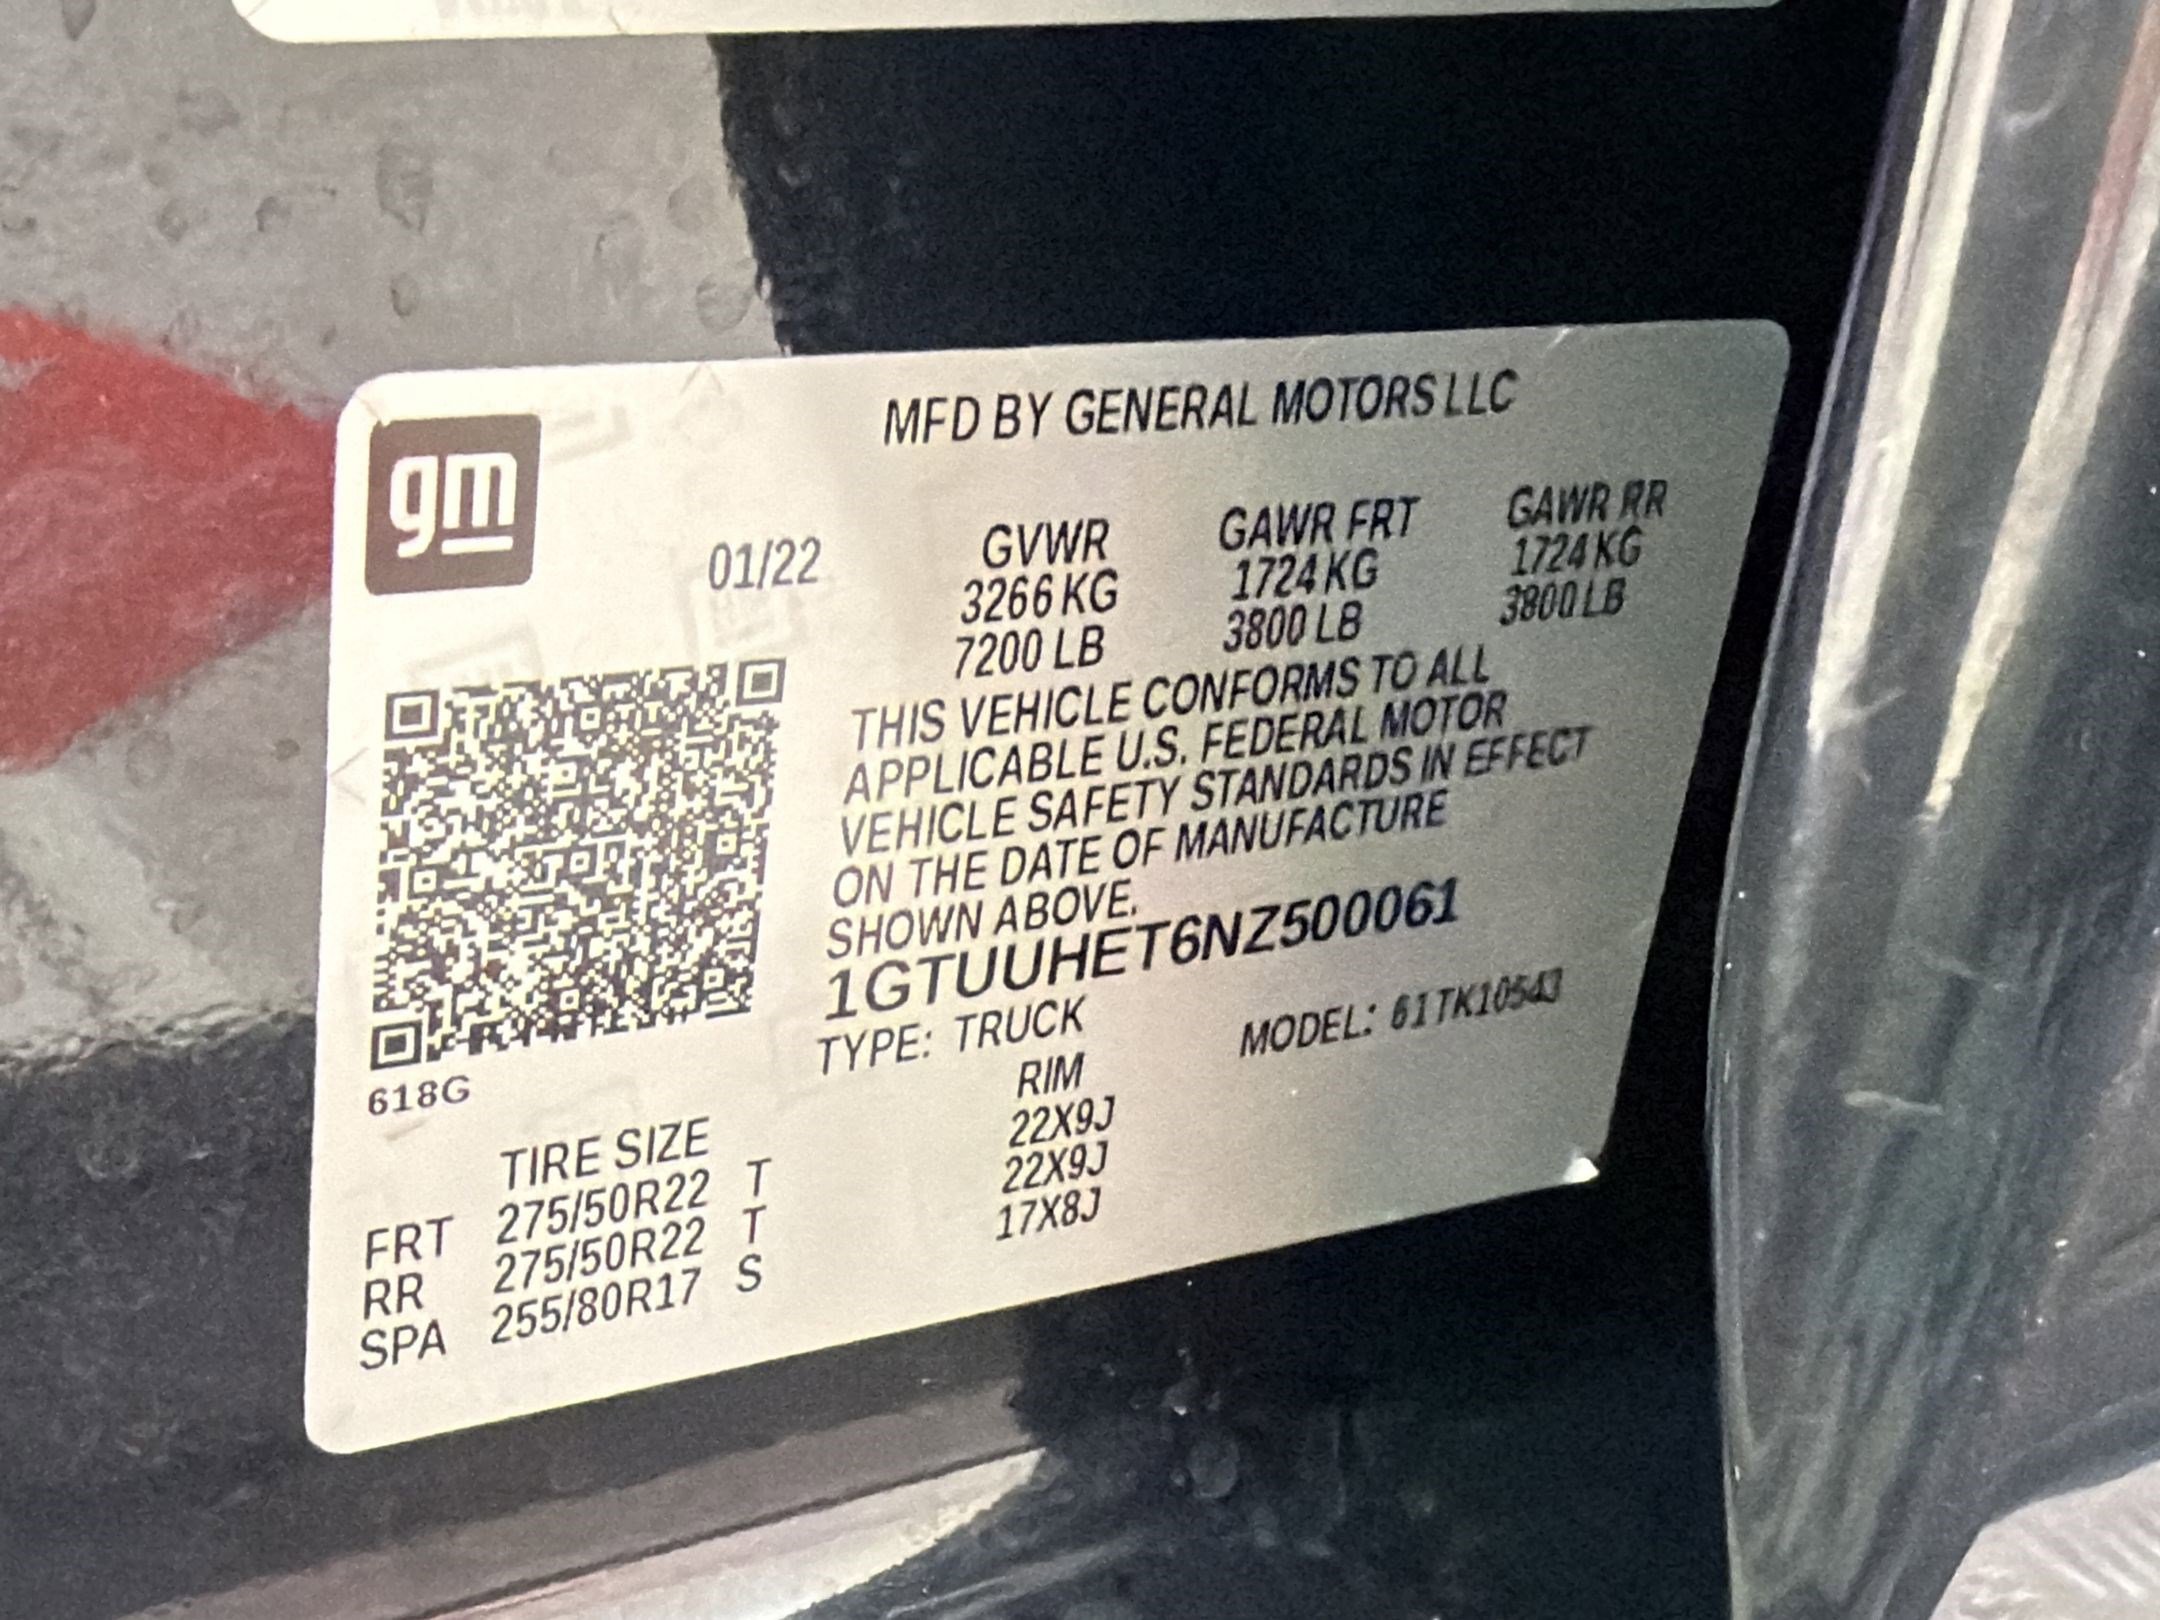 gm
MFD BY GENERAL MOTORS LLC
01/22 GVWR GAWR FRT GAWR RR
3266 KG 1724 KG 1724 KG
7200 LB 3800 LB 3800 LB
THIS VEHICLE CONFORMS TO ALL
APPLICABLE U.S. FEDERAL MOTOR
VEHICLE SAFETY STANDARDS IN EFFECT
ON THE DATE OF MANUFACTURE
SHOWN ABOVE.
1GTUUHET6NZ500061
TYPE: TRUCK MODEL: 61TK10543
618G
TIRE SIZE RIM
FRT 275/50R22 T 22X9J
RR 275/50R22 T 22X9J
SPA 255/80R17 S 17X8J